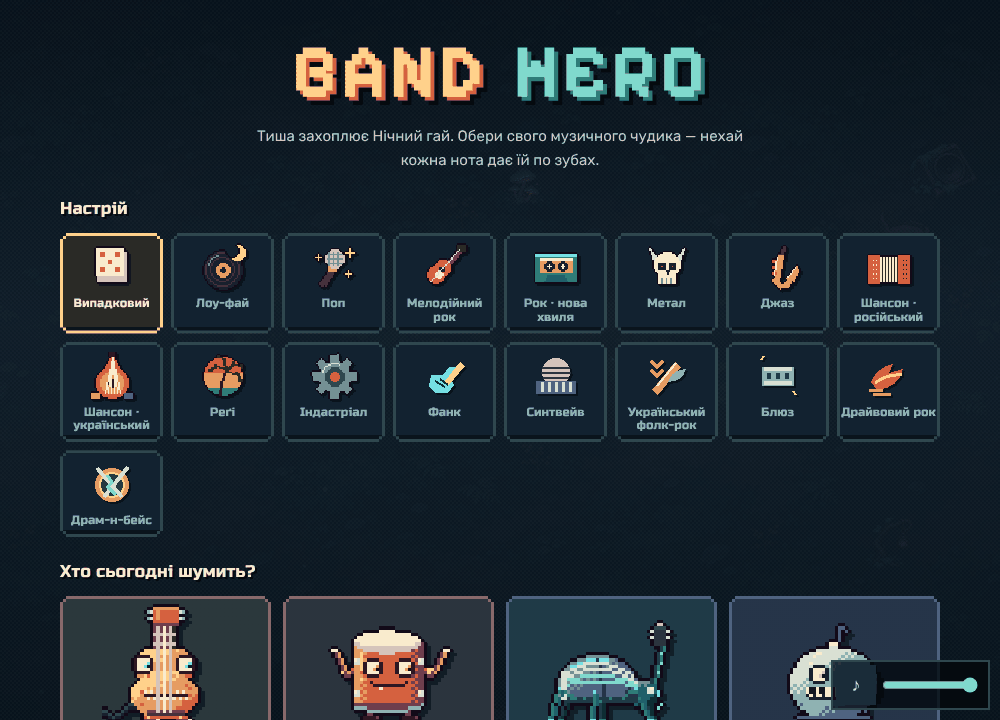 BAND HERO
Тиша захоплює Нічний гай. Обери свого музичного чудика — нехай
кожна нота дає їй по зубах.
Настрій
Випадковий
Лоу-фай
Поп
Мелодійний
рок
Рок · нова
хвиля
Метал
Джаз
Шансон ·
російський
Шансон ·
український
Реґі
Індастріал
Фанк
Синтвейв
Український
фолк-рок
Блюз
Драйвовий рок
Драм-н-бейс
Хто сьогодні шумить?